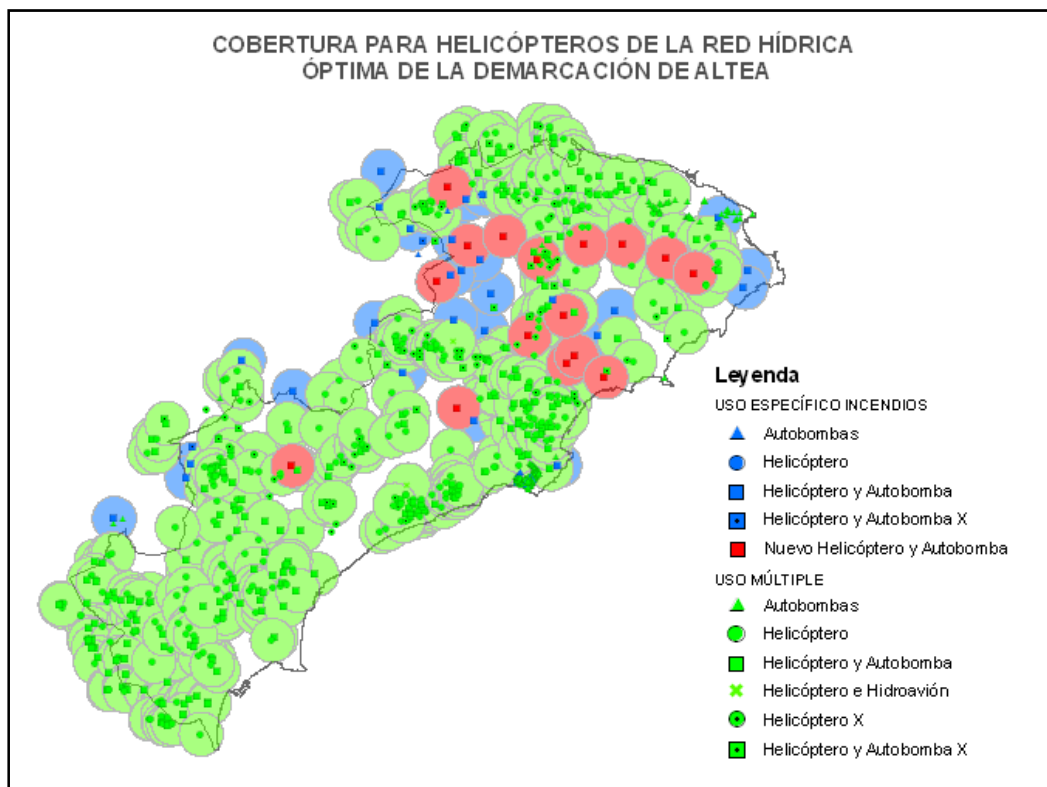 COBERTURA PARA HELICÓPTEROS DE LA RED HÍDRICA
ÓPTIMA DE LA DEMARCACIÓN DE ALTEA
Leyenda
USO ESPECÍFICO INCENDIOS
Autobombas
Helicóptero
Helicóptero y Autobomba
Helicóptero y Autobomba X
Nuevo Helicóptero y Autobomba
USO MÚLTIPLE
Autobombas
Helicóptero
Helicóptero y Autobomba
Helicóptero e Hidroavión
Helicóptero X
Helicóptero y Autobomba X